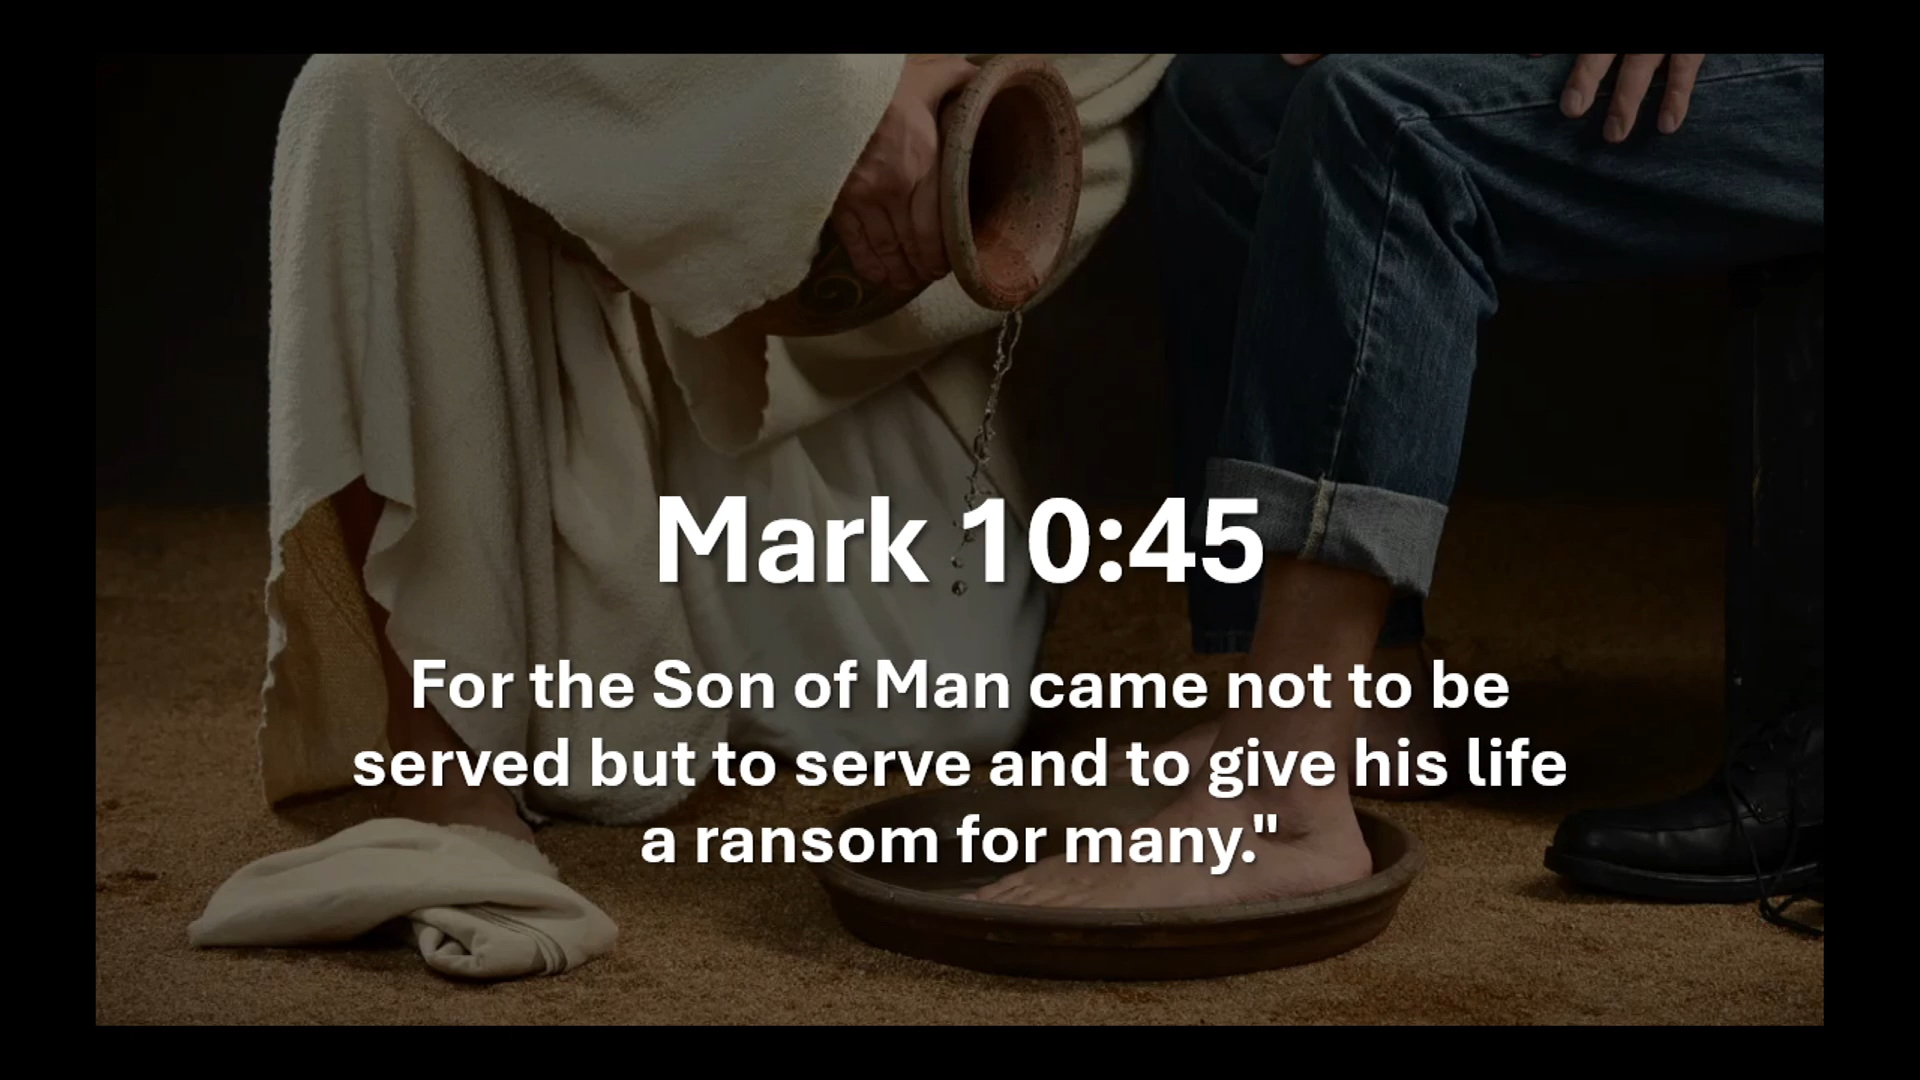 Mark 10:45
For the Son of Man came not to be
served but to serve and to give his life
a ransom for many."